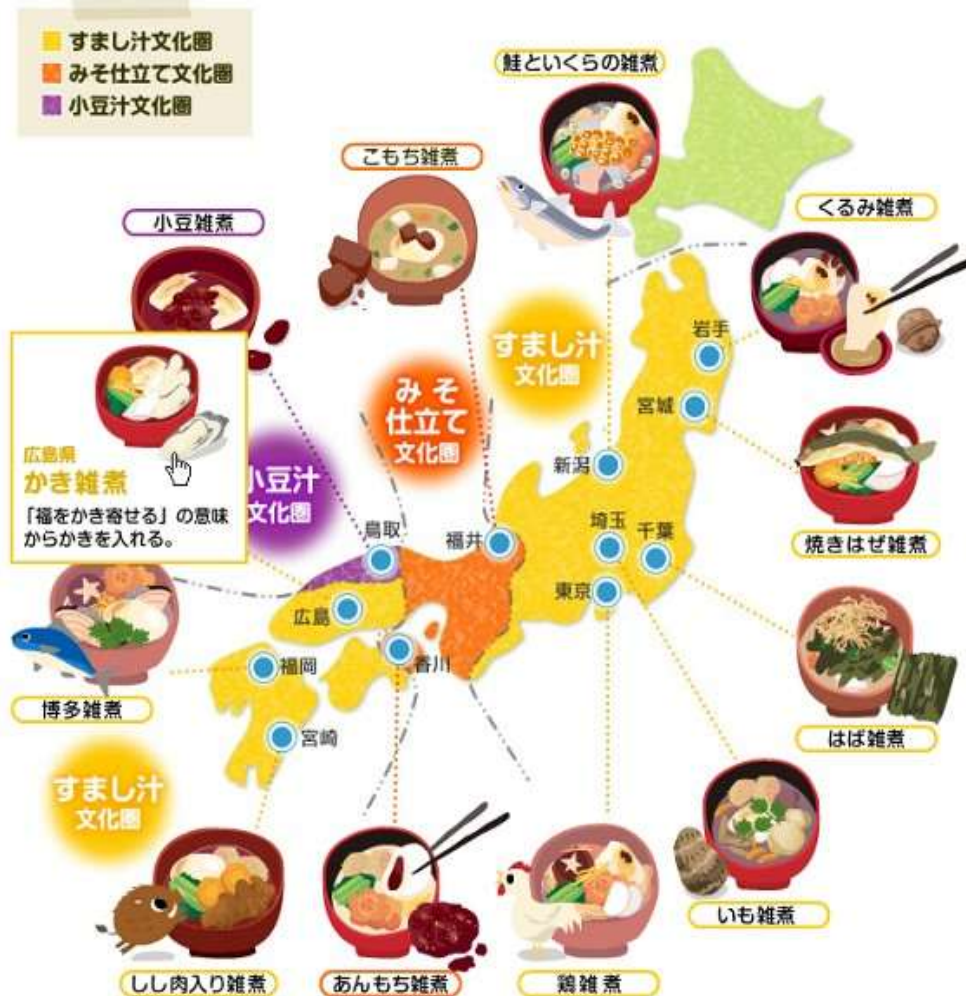 すまし汁文化圏
みそ仕立て文化圏
小豆汁文化圏
鮭といくらの雑煮
こもち雑煮
くるみ雑煮
小豆雑煮
すまし汁
文化圏
岩手
みそ
仕立て
文化圏
宮城
広島県
かき雑煮
「福をかき寄せる」の意味
からかきを入れる。
小豆汁
文化圏
新潟
埼玉
千葉
鳥取
福井
焼きはぜ雑煮
東京
広島
福岡
香川
博多雑煮
宮崎
はば雑煮
すまし汁
文化圏
いも雑煮
しし肉入り雑煮
あんもち雑煮
鶏雑煮